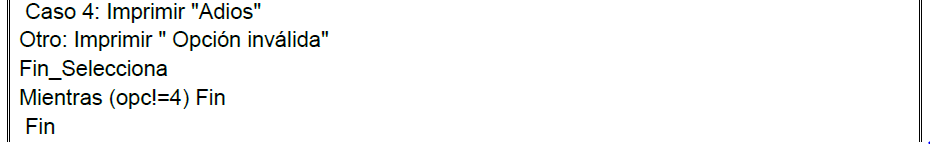 Caso 4: Imprimir "Adios"
Otro: Imprimir " Opción inválida"
Fin_Selecciona
Mientras (opc!=4) Fin
Fin